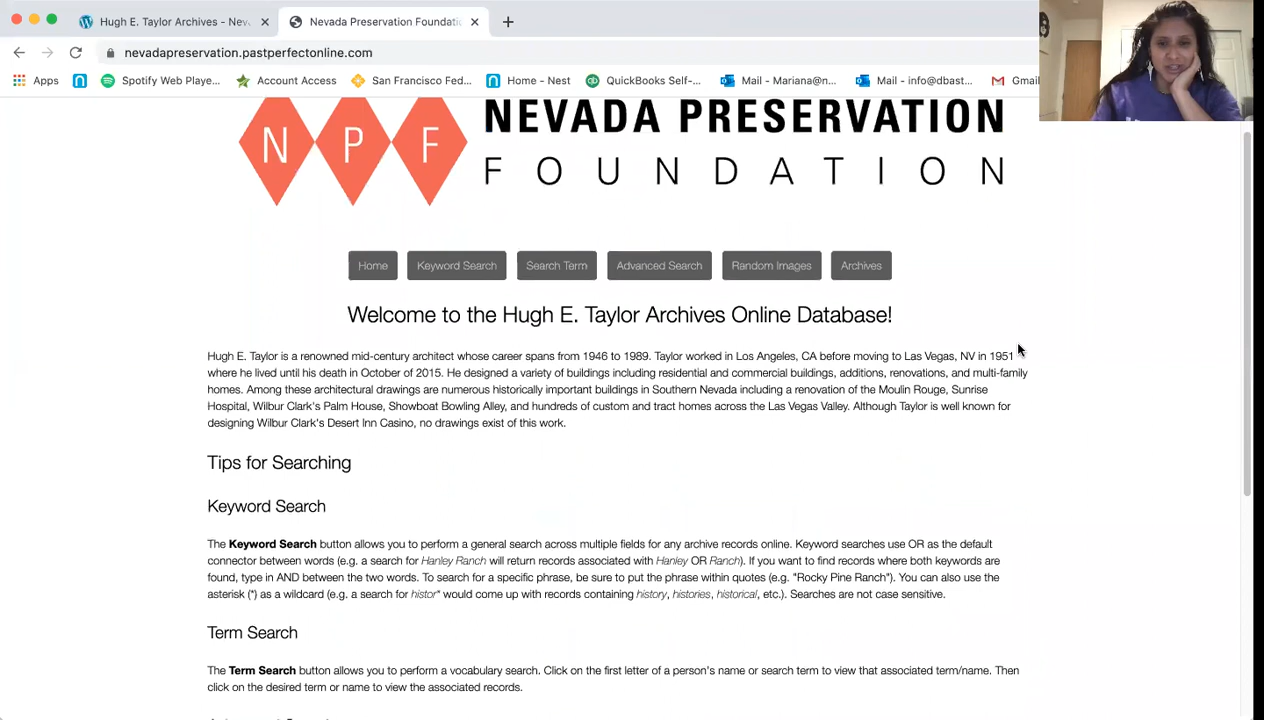 Hugh E. Taylor Archives - Nev
Nevada Preservation Foundati
nevadapreservation.pastperfectonline.com
Apps
Spotify Web Playe...
Account Access
San Francisco Fed...
Home - Nest
QuickBooks Self-...
Mail - Mariana@n...
Mail - info@dbast...
Gmail
NPF
NEVADA PRESERVATION
FOUNDATION
Home
Keyword Search
Search Term
Advanced Search
Random Images
Archives
Welcome to the Hugh E. Taylor Archives Online Database!
Hugh E. Taylor is a renowned mid-century architect whose career spans from 1946 to 1989. Taylor worked in Los Angeles, CA before moving to Las Vegas, NV in 1951
where he lived until his death in October of 2015. He designed a variety of buildings including residential and commercial buildings, additions, renovations, and multi-family
homes. Among these architectural drawings are numerous historically important buildings in Southern Nevada including a renovation of the Moulin Rouge, Sunrise
Hospital, Wilbur Clark's Palm House, Showboat Bowling Alley, and hundreds of custom and tract homes across the Las Vegas Valley. Although Taylor is well known for
designing Wilbur Clark's Desert Inn Casino, no drawings exist of this work.
Tips for Searching
Keyword Search
The Keyword Search button allows you to perform a general search across multiple fields for any archive records online. Keyword searches use OR as the default
connector between words (e.g. a search for Hanley Ranch will return records associated with Hanley OR Ranch). If you want to find records where both keywords are
found, type in AND between the two words. To search for a specific phrase, be sure to put the phrase within quotes (e.g. "Rocky Pine Ranch"). You can also use the
asterisk (*) as a wildcard (e.g. a search for histor* would come up with records containing history, histories, historical, etc.). Searches are not case sensitive.
Term Search
The Term Search button allows you to perform a vocabulary search. Click on the first letter of a person's name or search term to view that associated term/name. Then
click on the desired term or name to view the associated records.